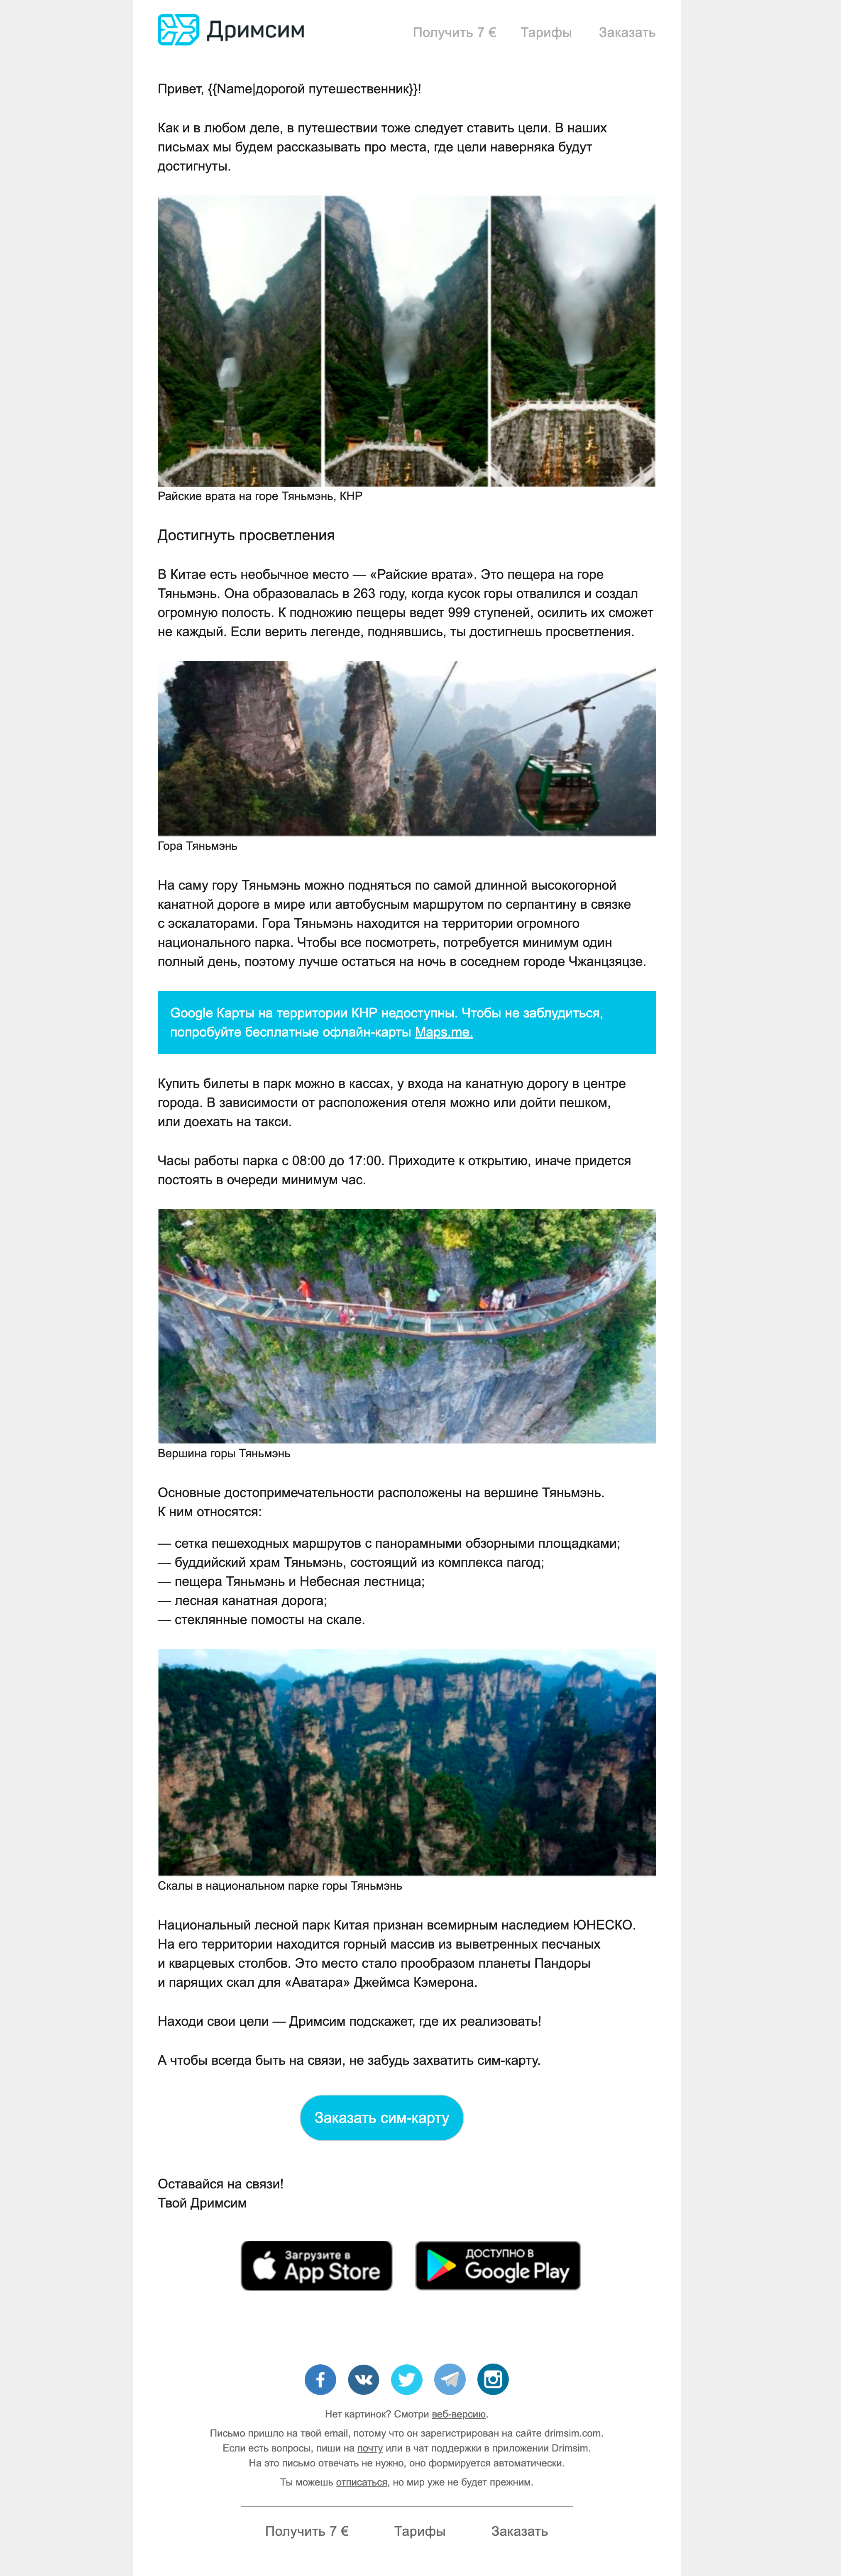 Дримсим
Получить 7 € Тарифы Заказать
Привет, {{Name|дорогой путешественник}}!
Как и в любом деле, в путешествии тоже следует ставить цели. В наших
письмах мы будем рассказывать про места, где цели наверняка будут
достигнуты.
Райские врата на горе Тяньмэнь, КНР
Достигнуть просветления
В Китае есть необычное место — «Райские врата». Это пещера на горе
Тяньмэнь. Она образовалась в 263 году, когда кусок горы отвалился и создал
огромную полость. К подножию пещеры ведет 999 ступеней, осилить их сможет
не каждый. Если верить легенде, поднявшись, ты достигнешь просветления.
Гора Тяньмэнь
На саму гору Тяньмэнь можно подняться по самой длинной высокогорной
канатной дороге в мире или автобусным маршрутом по серпантину в связке
с эскалаторами. Гора Тяньмэнь находится на территории огромного
национального парка. Чтобы все посмотреть, потребуется минимум один
полный день, поэтому лучше остаться на ночь в соседнем городе Чжанцзяцзе.
Google Карты на территории КНР недоступны. Чтобы не заблудиться,
попробуйте бесплатные офлайн-карты Maps.me.
Купить билеты в парк можно в кассах, у входа на канатную дорогу в центре
города. В зависимости от расположения отеля можно или дойти пешком,
или доехать на такси.
Часы работы парка с 08:00 до 17:00. Приходите к открытию, иначе придется
постоять в очереди минимум час.
Вершина горы Тяньмэнь
Основные достопримечательности расположены на вершине Тяньмэнь.
К ним относятся:
— сетка пешеходных маршрутов с панорамными обзорными площадками;
— буддийский храм Тяньмэнь, состоящий из комплекса пагод;
— пещера Тяньмэнь и Небесная лестница;
— лесная канатная дорога;
— стеклянные помосты на скале.
Скалы в национальном парке горы Тяньмэнь
Национальный лесной парк Китая признан всемирным наследием ЮНЕСКО.
На его территории находится горный массив из выветренных песчаных
и кварцевых столбов. Это место стало прообразом планеты Пандоры
и парящих скал для «Аватара» Джеймса Кэмерона.
Находи свои цели — Дримсим подскажет, где их реализовать!
А чтобы всегда быть на связи, не забудь захватить сим-карту.
Заказать сим-карту
Оставайся на связи!
Твой Дримсим
Загрузите в
App Store
ДОСТУПНО В
Google Play
Нет картинок? Смотри веб-версию.
Письмо пришло на твой email, потому что он зарегистрирован на сайте drimsim.com.
Если есть вопросы, пиши на почту или в чат поддержки в приложении Drimsim.
На это письмо отвечать не нужно, оно формируется автоматически.
Ты можешь отписаться, но мир уже не будет прежним.
Получить 7 € Тарифы Заказать